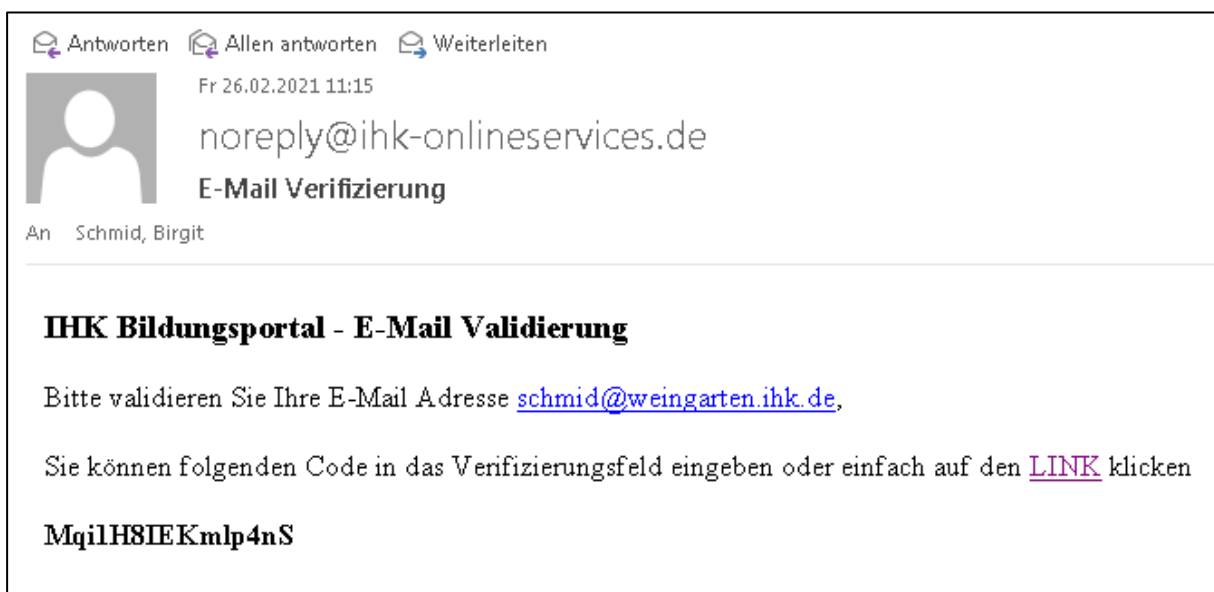 Antworten Allen antworten Weiterleiten
Fr 26.02.2021 11:15
noreply@ihk-onlineservices.de
E-Mail Verifizierung
An Schmid, Birgit
IHK Bildungsportal - E-Mail Validierung
Bitte validieren Sie Ihre E-Mail Adresse schmid@weingarten.ihk.de,
Sie können folgenden Code in das Verifizierungsfeld eingeben oder einfach auf den LINK klicken
Mqi1H8IEKmlp4nS